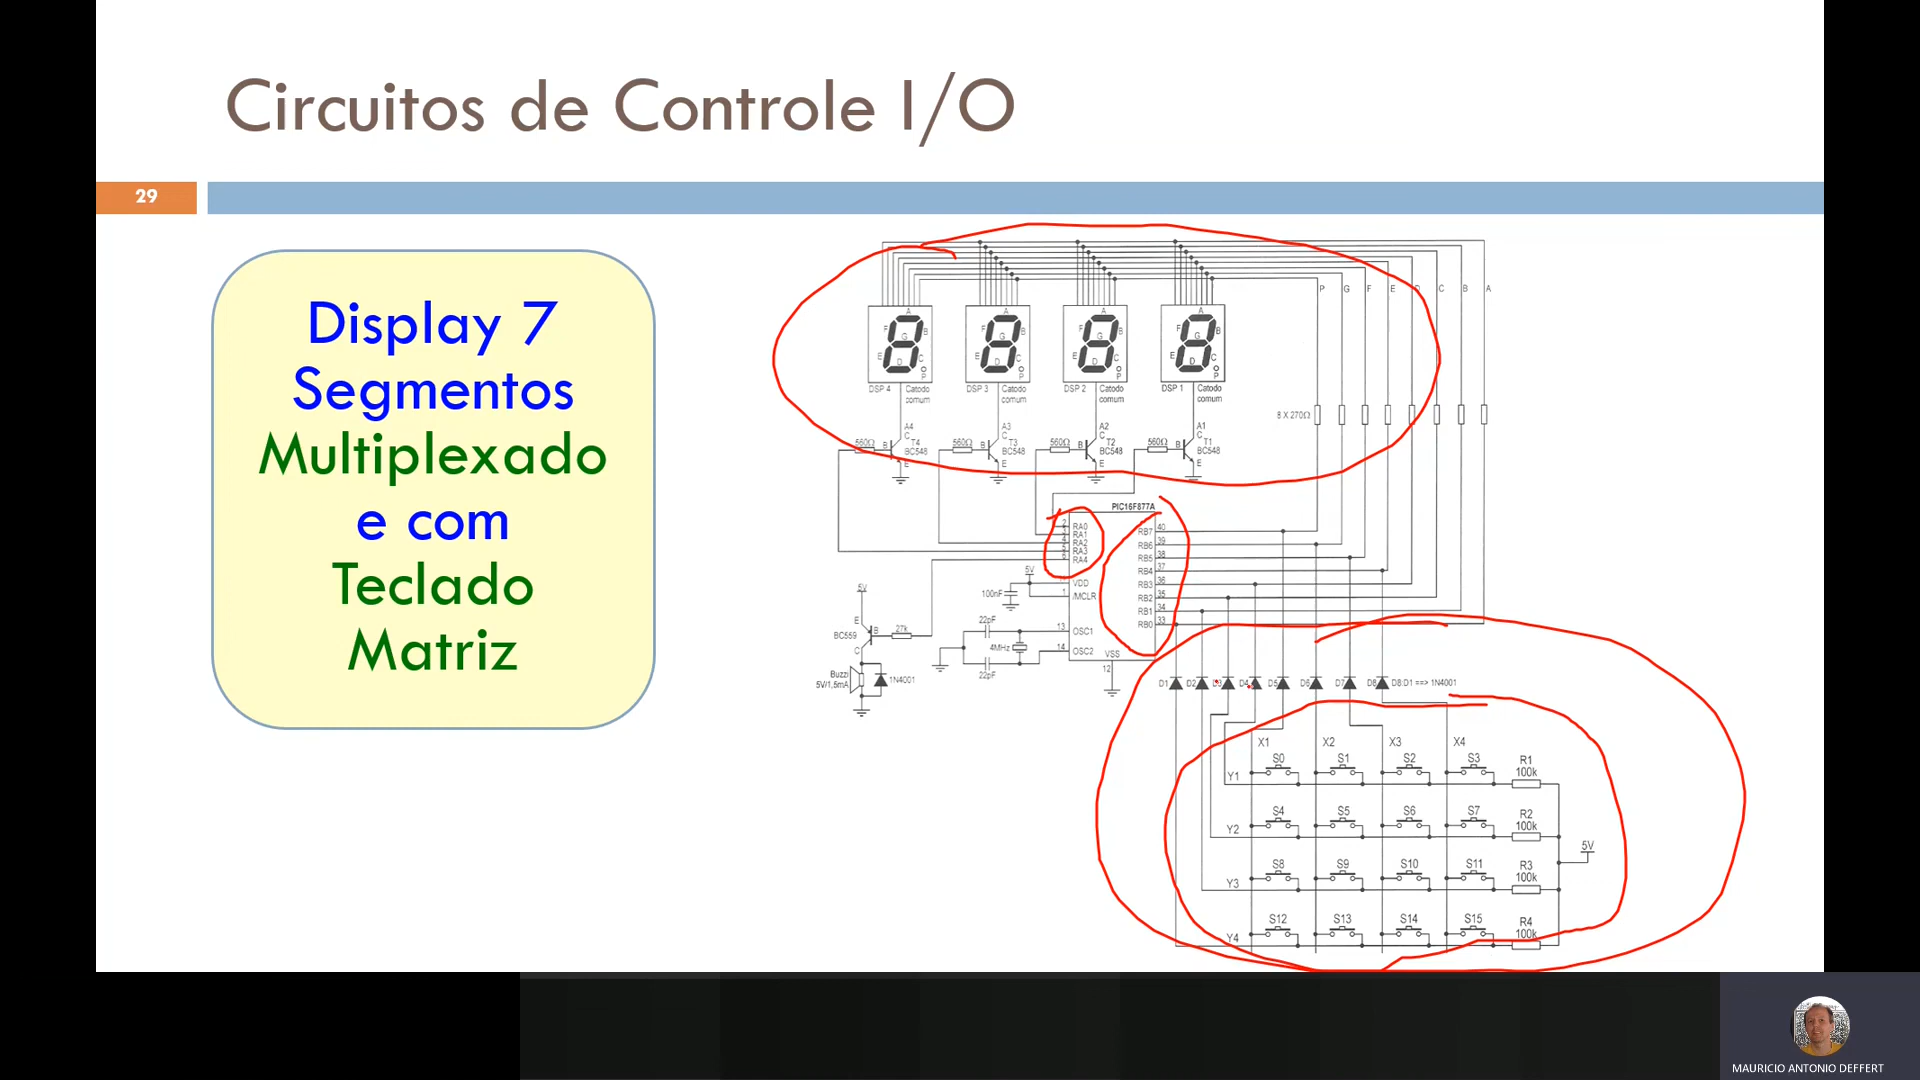 Circuitos de Controle I/O
29
Display 7
Segmentos
Multiplexado
e com
Teclado
Matriz
P G F E D C B A
A F B G E C D P
A F B G E C D P
A F B G E C D P
A F B G E C D P
DSP 4 Catodo comum
DSP 3 Catodo comum
DSP 2 Catodo comum
DSP 1 Catodo comum
8 X 270Ω
560Ω B A4 C T4 BC548 E
560Ω B A3 C T3 BC548 E
560Ω B A2 C T2 BC548 E
560Ω B A1 C T1 BC548 E
PIC16F877A
2 RA0
3 RA1
4 RA2
5 RA3
6 RA4
RB7 40
RB6 39
RB5 38
RB4 37
RB3 36
RB2 35
RB1 34
RB0 33
5V
VDD
100nF
1 /MCLR
22pF
13 OSC1
4MHz
14 OSC2
22pF
VSS
12
5V
E
BC559 B 27k
C
Buzzi
5V/1,5mA
1N4001
D1 D2 D3 D4 D5 D6 D7 D8 D8:D1 ==> 1N4001
X1 X2 X3 X4
S0 S1 S2 S3 R1
100k
Y1
S4 S5 S6 S7 R2
100k
Y2
5V
S8 S9 S10 S11 R3
100k
Y3
S12 S13 S14 S15 R4
100k
Y4
MAURICIO ANTONIO DEFFERT